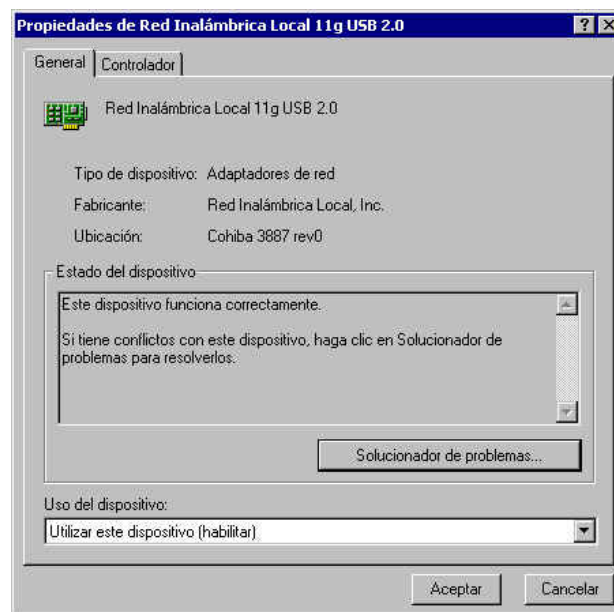 Propiedades de Red Inalámbrica Local 11g USB 2.0
General Controlador
Red Inalámbrica Local 11g USB 2.0
Tipo de dispositivo: Adaptadores de red
Fabricante: Red Inalámbrica Local, Inc.
Ubicación: Cohiba 3887 rev0
Estado del dispositivo
Este dispositivo funciona correctamente.
Si tiene conflictos con este dispositivo, haga clic en Solucionador de
problemas para resolverlos.
Solucionador de problemas...
Uso del dispositivo:
Utilizar este dispositivo (habilitar)
Aceptar Cancelar